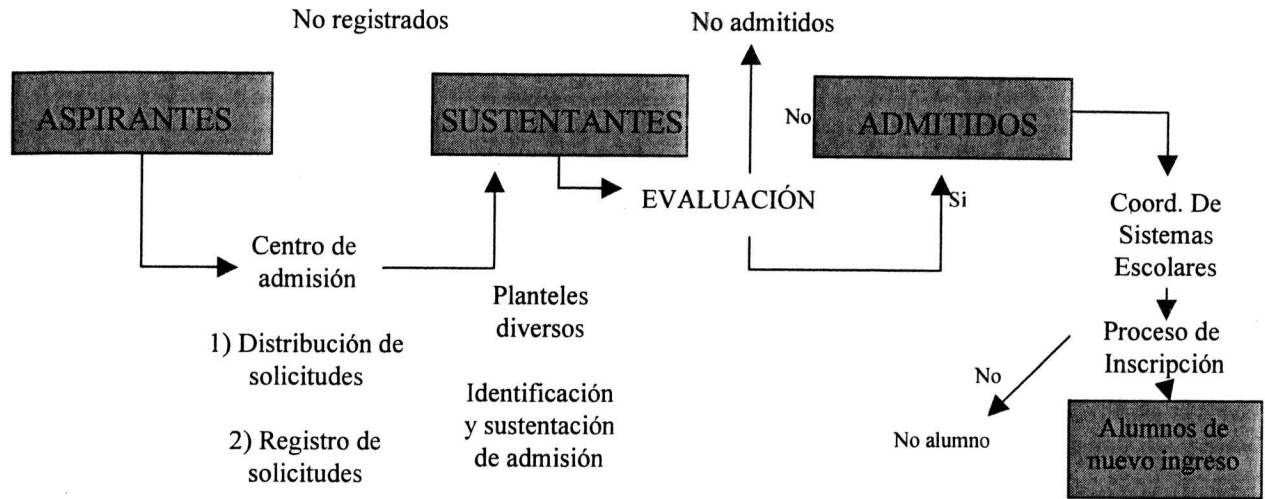 No registrados
No admitidos
ASPIRANTES
SUSTENTANTES
No
ADMITIDOS
EVALUACIÓN
Si
Centro de
admisión
1) Distribución de
solicitudes
2) Registro de
solicitudes
Planteles
diversos
Identificación
y sustentación
de admisión
Coord. De
Sistemas
Escolares
Proceso de
Inscripción
No
No alumno
Alumnos de
nuevo ingreso